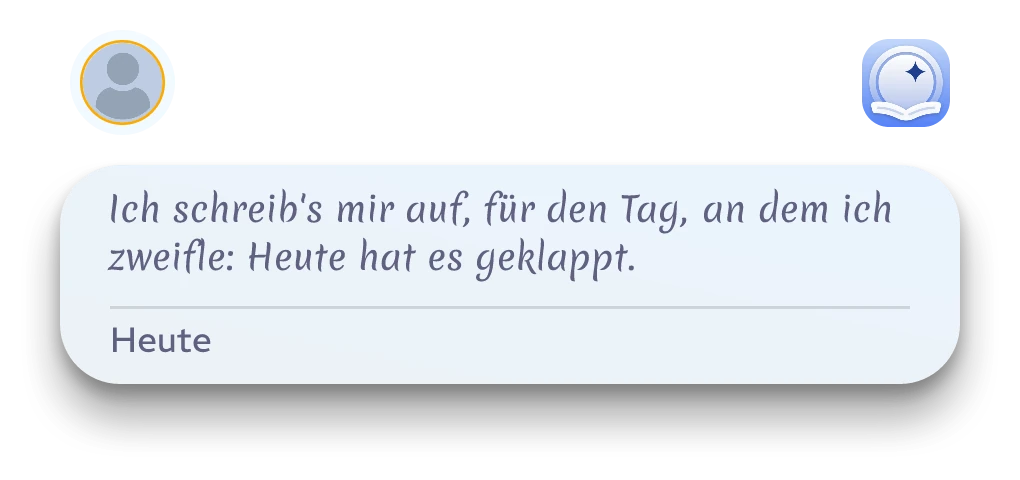 Ich schreib's mir auf, für den Tag, an dem ich
zweifle: Heute hat es geklappt.
Heute